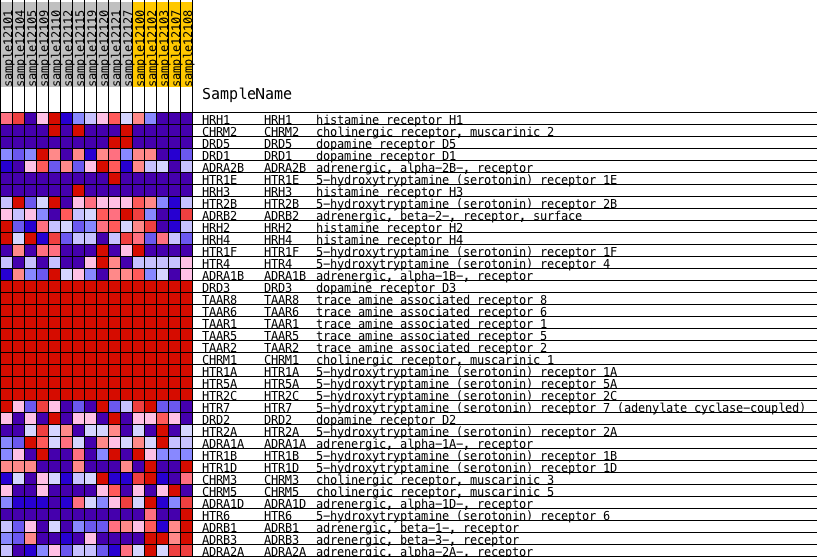 sample12101
sample12104
sample12105
sample12109
sample12110
sample12112
sample12115
sample12119
sample12120
sample12121
sample12127
sample12100
sample12102
sample12103
sample12107
sample12108
SampleName
HRH1 HRH1 histamine receptor H1
CHRM2 CHRM2 cholinergic receptor, muscarinic 2
DRD5 DRD5 dopamine receptor D5
DRD1 DRD1 dopamine receptor D1
ADRA2B ADRA2B adrenergic, alpha-2B-, receptor
HTR1E HTR1E 5-hydroxytryptamine (serotonin) receptor 1E
HRH3 HRH3 histamine receptor H3
HTR2B HTR2B 5-hydroxytryptamine (serotonin) receptor 2B
ADRB2 ADRB2 adrenergic, beta-2-, receptor, surface
HRH2 HRH2 histamine receptor H2
HRH4 HRH4 histamine receptor H4
HTR1F HTR1F 5-hydroxytryptamine (serotonin) receptor 1F
HTR4 HTR4 5-hydroxytryptamine (serotonin) receptor 4
ADRA1B ADRA1B adrenergic, alpha-1B-, receptor
DRD3 DRD3 dopamine receptor D3
TAAR8 TAAR8 trace amine associated receptor 8
TAAR6 TAAR6 trace amine associated receptor 6
TAAR1 TAAR1 trace amine associated receptor 1
TAAR5 TAAR5 trace amine associated receptor 5
TAAR2 TAAR2 trace amine associated receptor 2
CHRM1 CHRM1 cholinergic receptor, muscarinic 1
HTR1A HTR1A 5-hydroxytryptamine (serotonin) receptor 1A
HTR5A HTR5A 5-hydroxytryptamine (serotonin) receptor 5A
HTR2C HTR2C 5-hydroxytryptamine (serotonin) receptor 2C
HTR7 HTR7 5-hydroxytryptamine (serotonin) receptor 7 (adenylate cyclase-coupled)
DRD2 DRD2 dopamine receptor D2
HTR2A HTR2A 5-hydroxytryptamine (serotonin) receptor 2A
ADRA1A ADRA1A adrenergic, alpha-1A-, receptor
HTR1B HTR1B 5-hydroxytryptamine (serotonin) receptor 1B
HTR1D HTR1D 5-hydroxytryptamine (serotonin) receptor 1D
CHRM3 CHRM3 cholinergic receptor, muscarinic 3
CHRM5 CHRM5 cholinergic receptor, muscarinic 5
ADRA1D ADRA1D adrenergic, alpha-1D-, receptor
HTR6 HTR6 5-hydroxytryptamine (serotonin) receptor 6
ADRB1 ADRB1 adrenergic, beta-1-, receptor
ADRB3 ADRB3 adrenergic, beta-3-, receptor
ADRA2A ADRA2A adrenergic, alpha-2A-, receptor